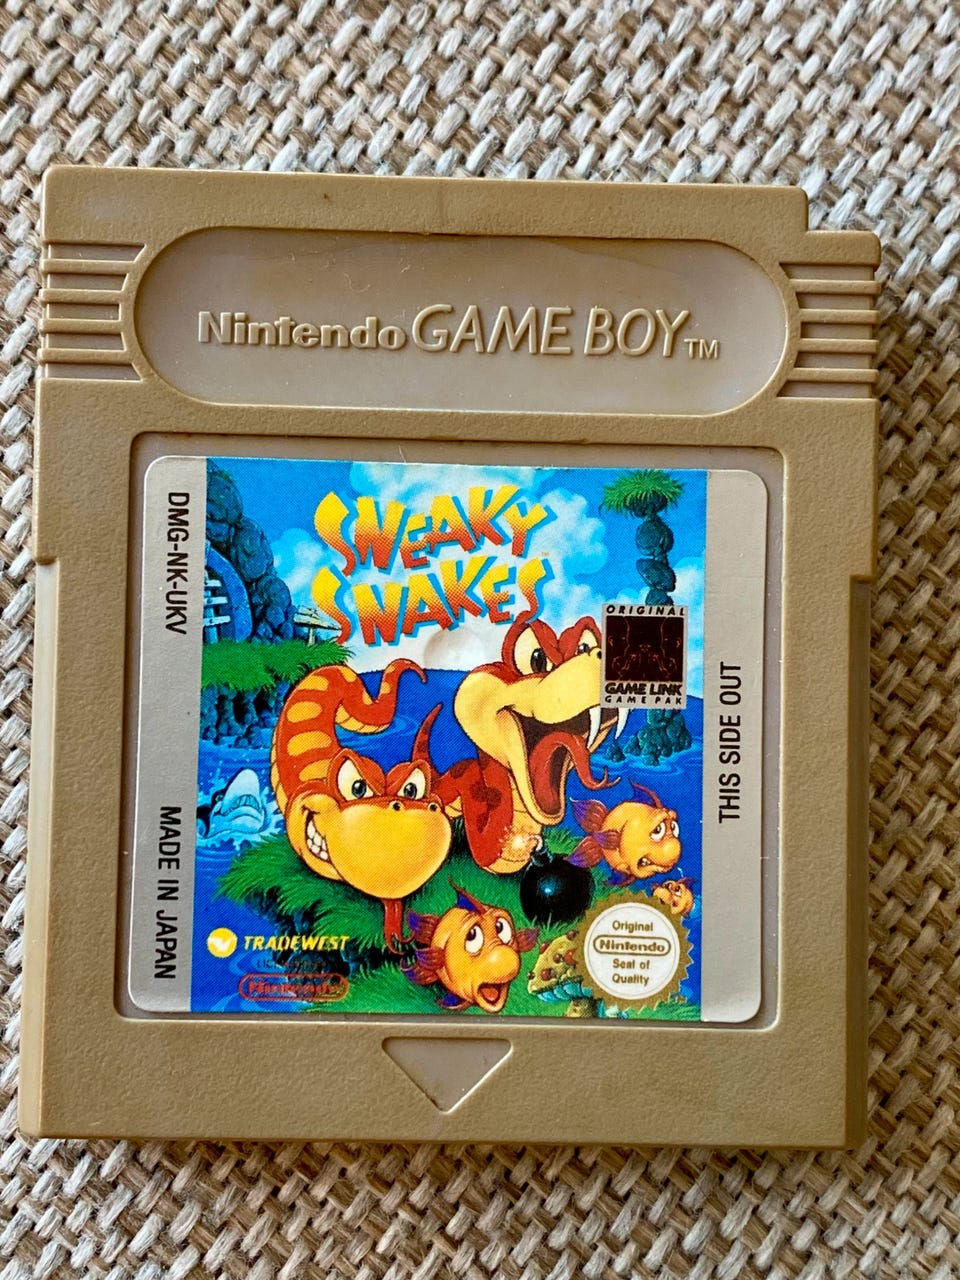 Nintendo GAME BOY™
DMG-NK-UKV
MADE IN JAPAN
SNEAKY
SNAKES™
ORIGINAL
GAME LINK
GAME PAK
THIS SIDE OUT
TRADEWEST
Nintendo
Original
Nintendo
Seal of
Quality